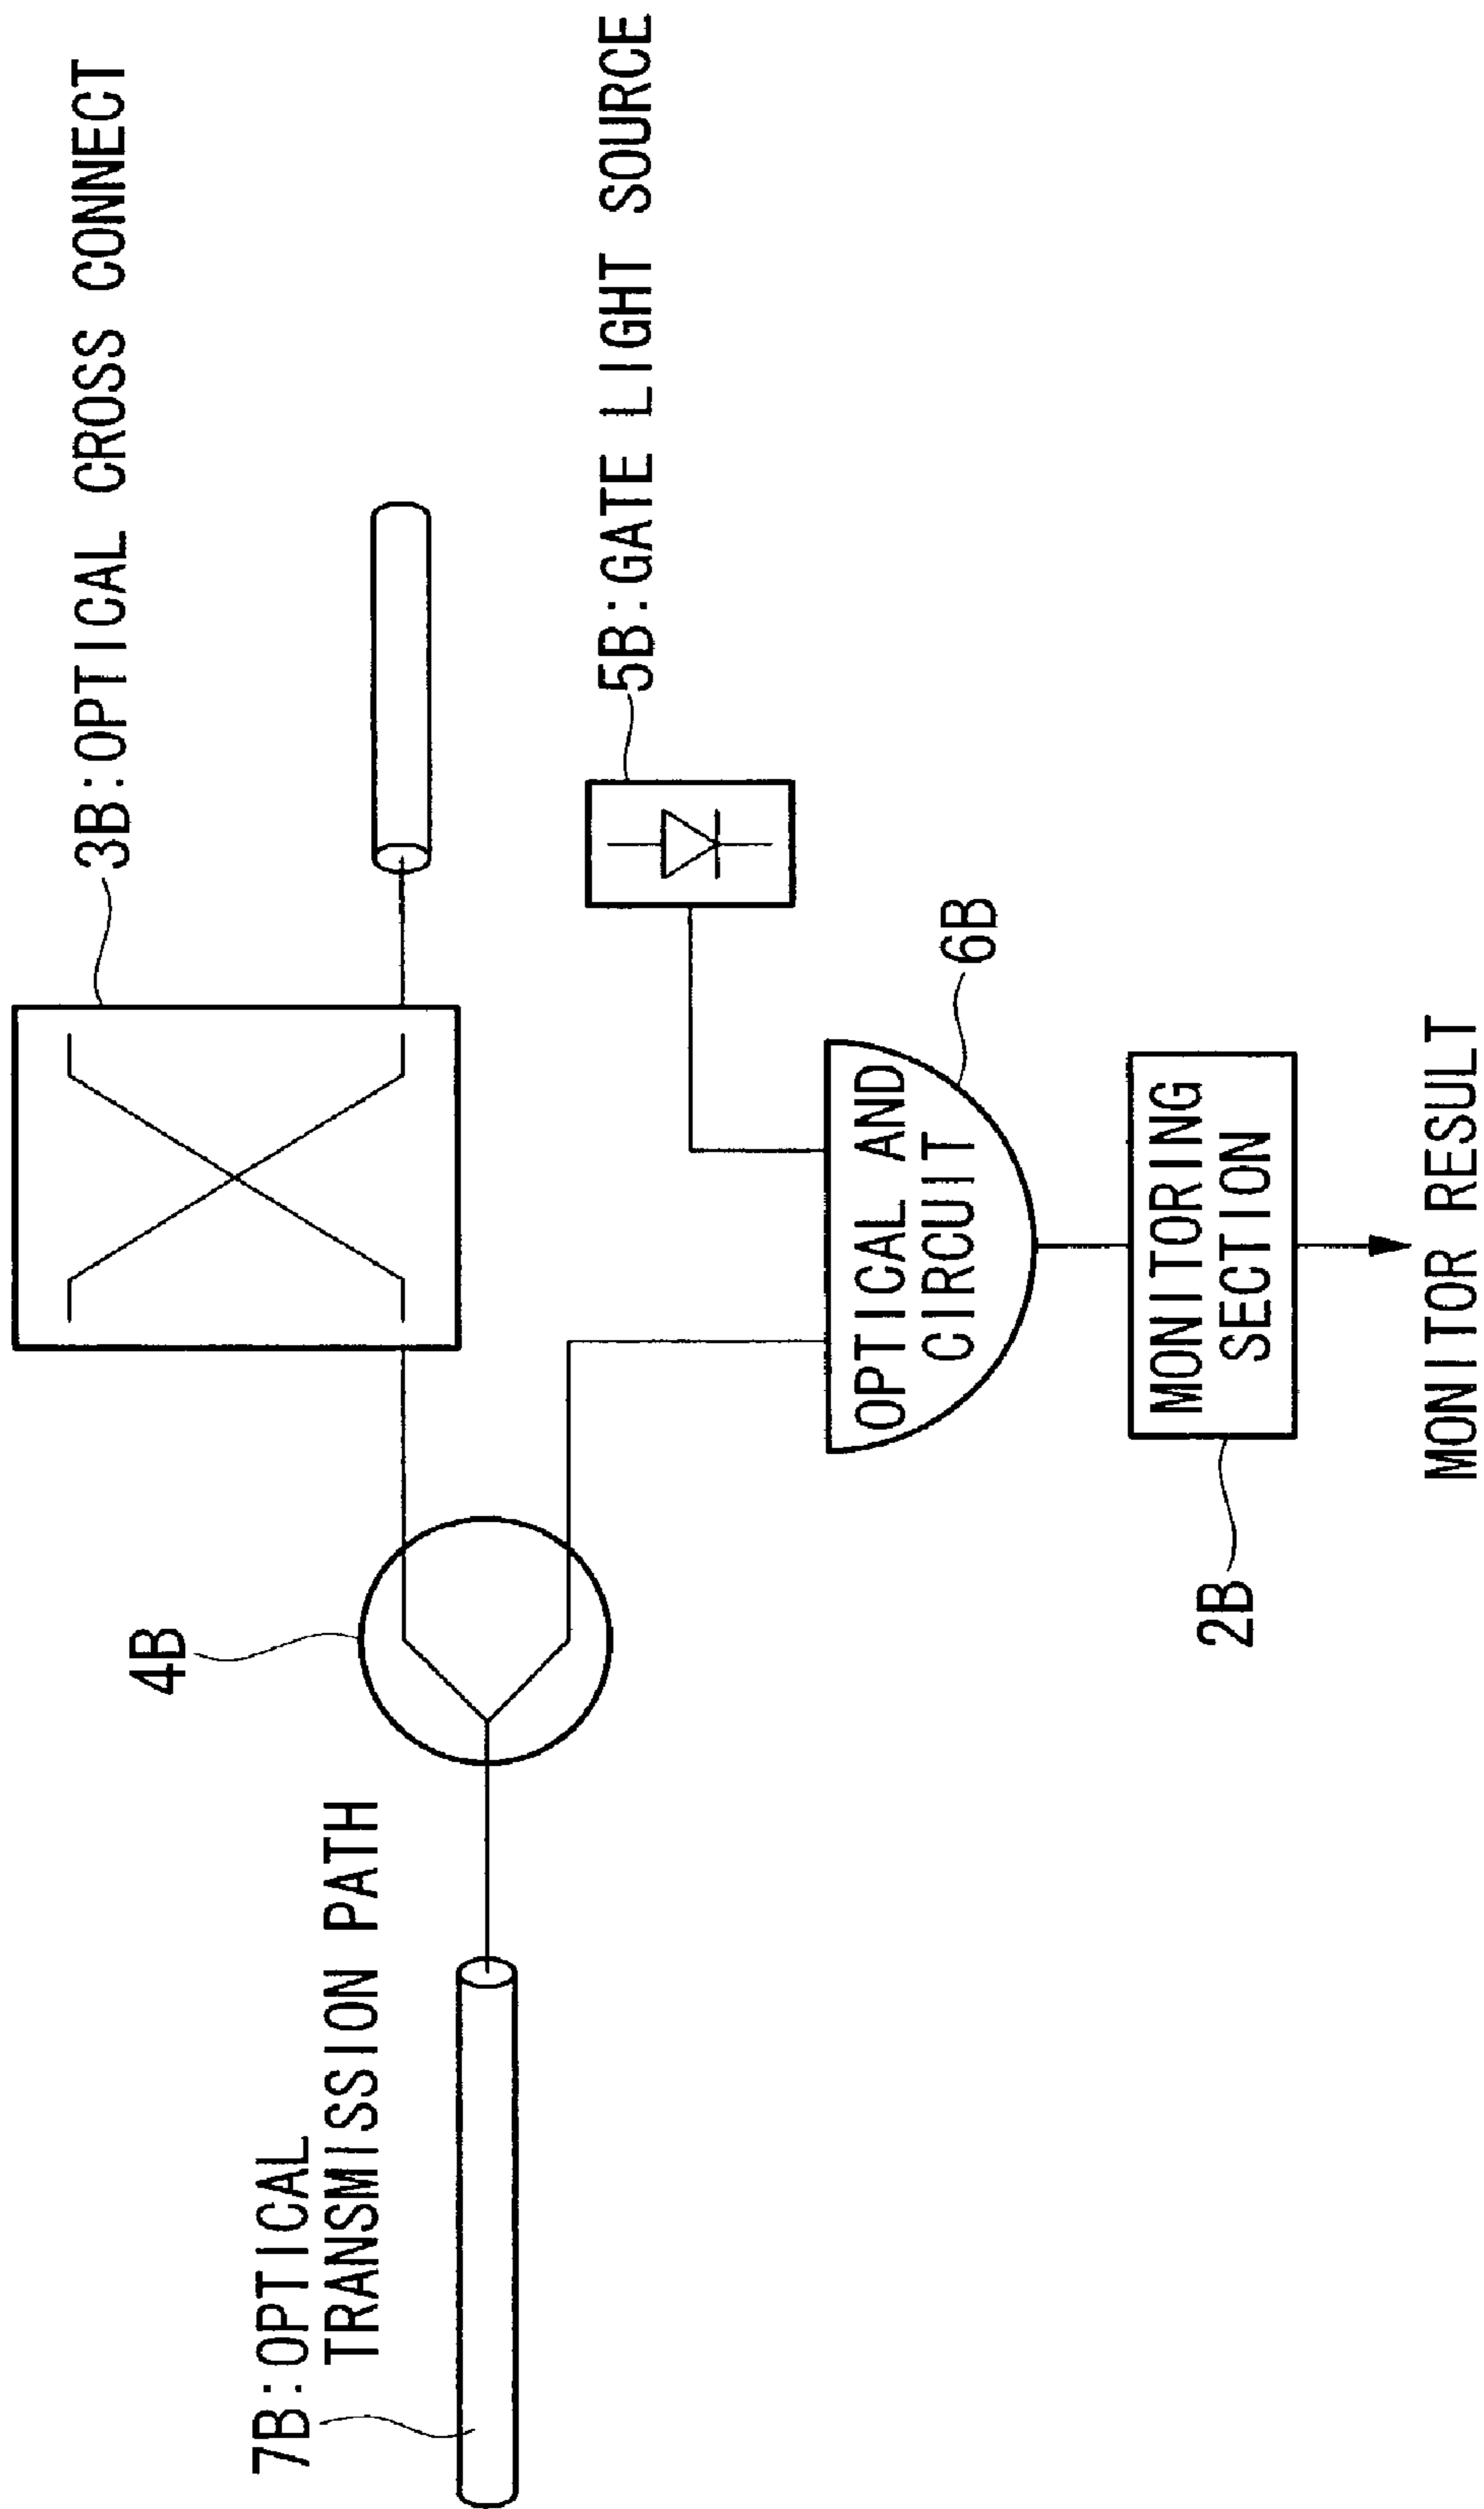 3B:OPTICAL CROSS CONNECT
7B:OPTICAL
TRANSMISSION PATH
4B
5B:GATE LIGHT SOURCE
OPTICAL AND
CIRCUIT
6B
MONITORING
SECTION
2B
MONITOR RESULT